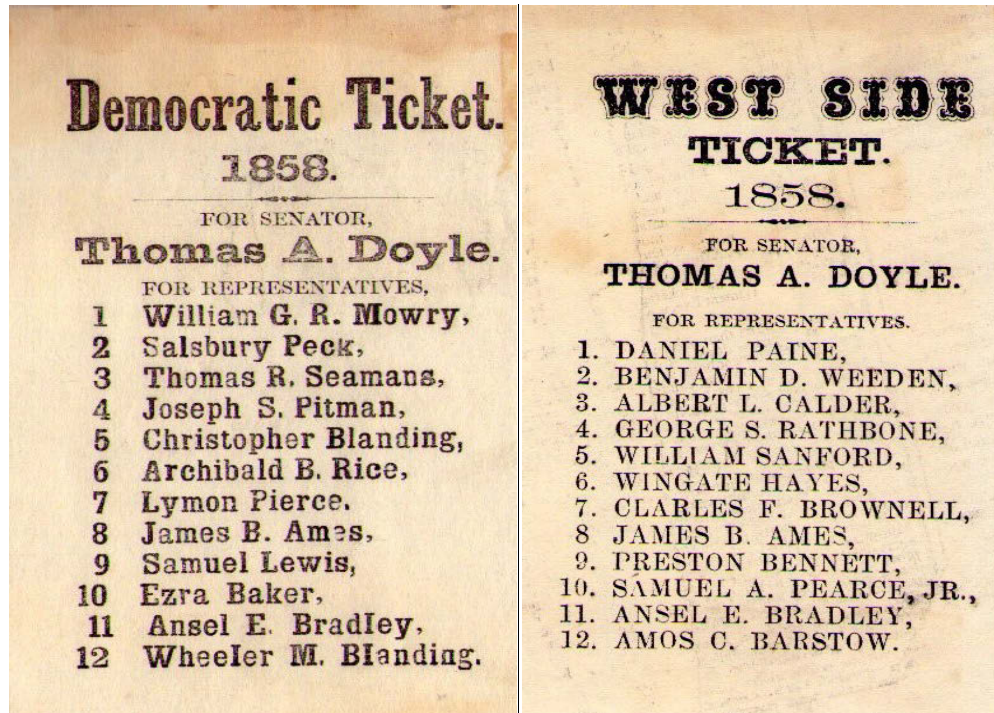 Democratic Ticket.
1858.
FOR SENATOR,
Thomas A. Doyle.
FOR REPRESENTATIVES,
1 William G. R. Mowry,
2 Salsbury Peck,
3 Thomas R. Seamans,
4 Joseph S. Pitman,
5 Christopher Blanding,
6 Archibald B. Rice,
7 Lymon Pierce.
8 James B. Ames,
9 Samuel Lewis,
10 Ezra Baker,
11 Ansel E. Bradley,
12 Wheeler M. Blanding.
WEST SIDE
TICKET.
1858.
FOR SENATOR,
THOMAS A. DOYLE.
FOR REPRESENTATIVES.
1. DANIEL PAINE,
2. BENJAMIN D. WEEDEN,
3. ALBERT L. CALDER,
4. GEORGE S. RATHBONE,
5. WILLIAM SANFORD,
6. WINGATE HAYES,
7. CLARLES F. BROWNELL,
8 JAMES B. AMES,
9. PRESTON BENNETT,
10. SAMUEL A. PEARCE, JR.,
11. ANSEL E. BRADLEY,
12. AMOS C. BARSTOW.